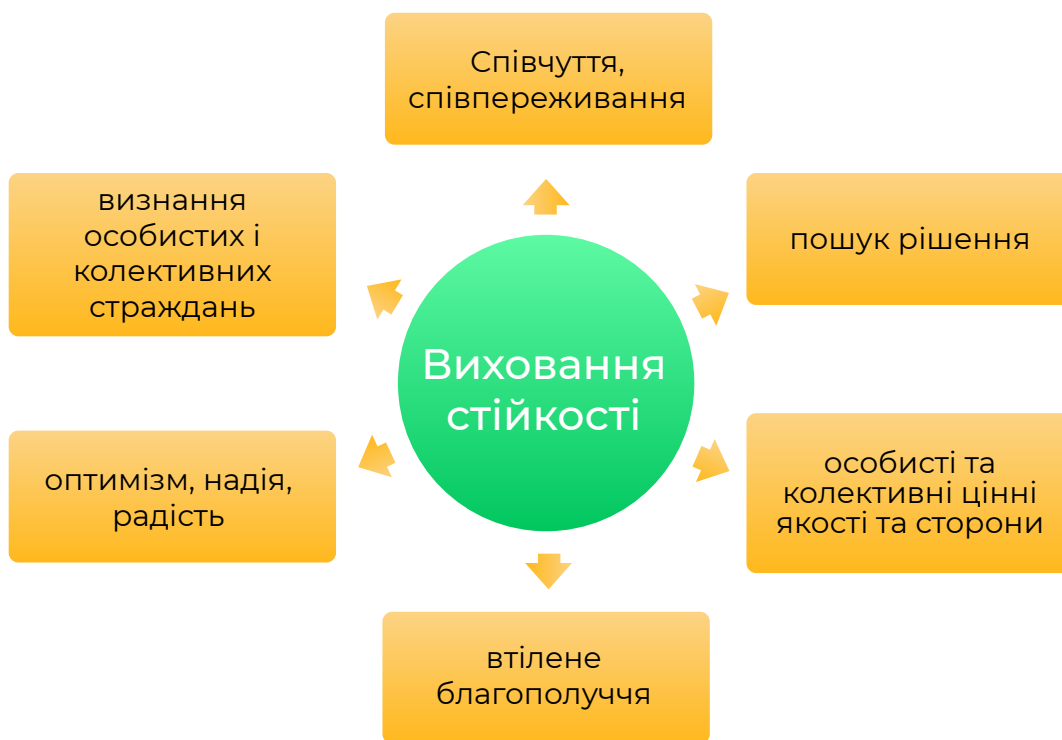 Співчуття,
співпереживання
визнання
особистих і
колективних
страждань
пошук рішення
Виховання
стійкості
оптимізм, надія,
радість
особисті та
колективні цінні
якості та сторони
втілене
благополуччя